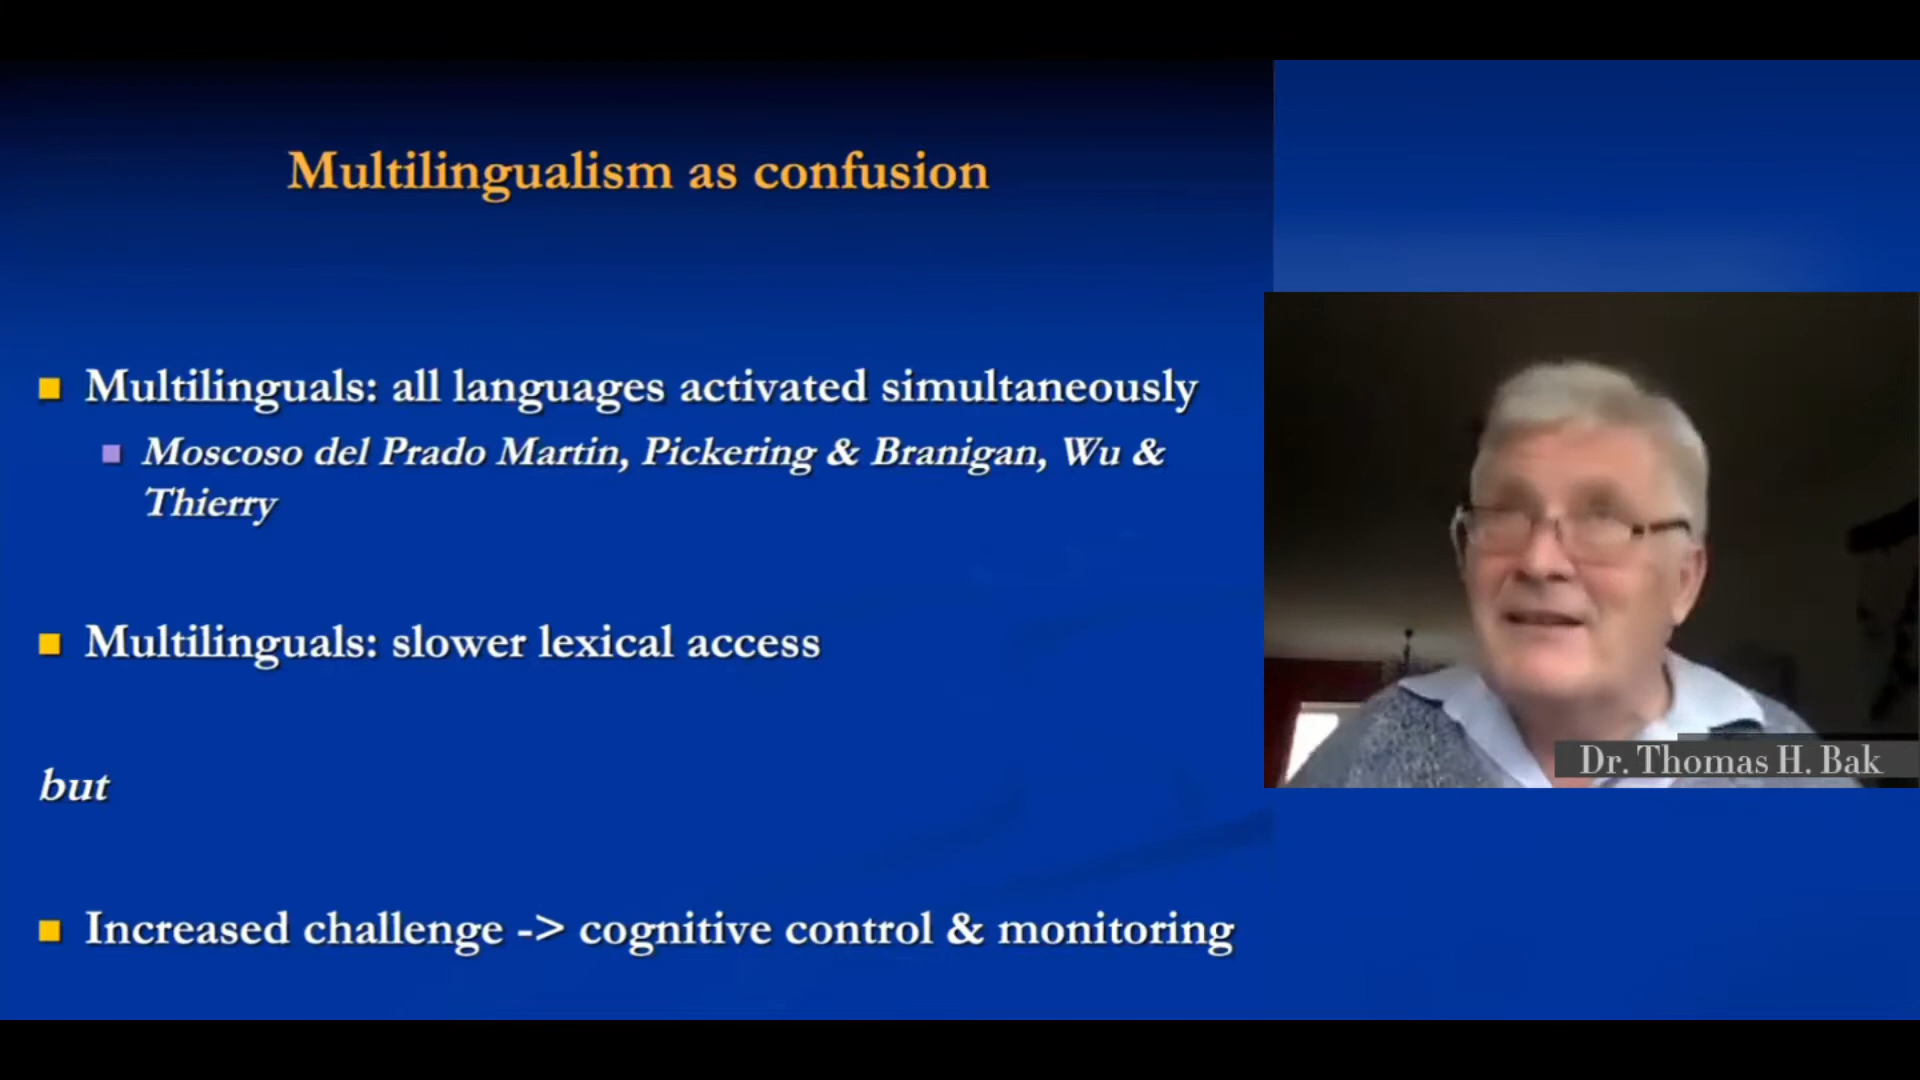 Multilingualism as confusion
Multilinguals: all languages activated simultaneously
Moscoso del Prado Martin, Pickering & Branigan, Wu &
Thierry
Multilinguals: slower lexical access
but
Increased challenge -> cognitive control & monitoring
Dr. Thomas H. Bak